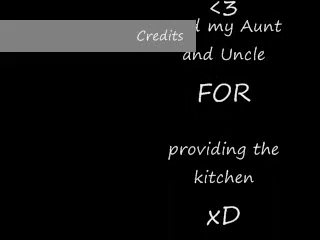 <3
my Aunt
Credits
and Uncle
FOR
providing the
kitchen
xD